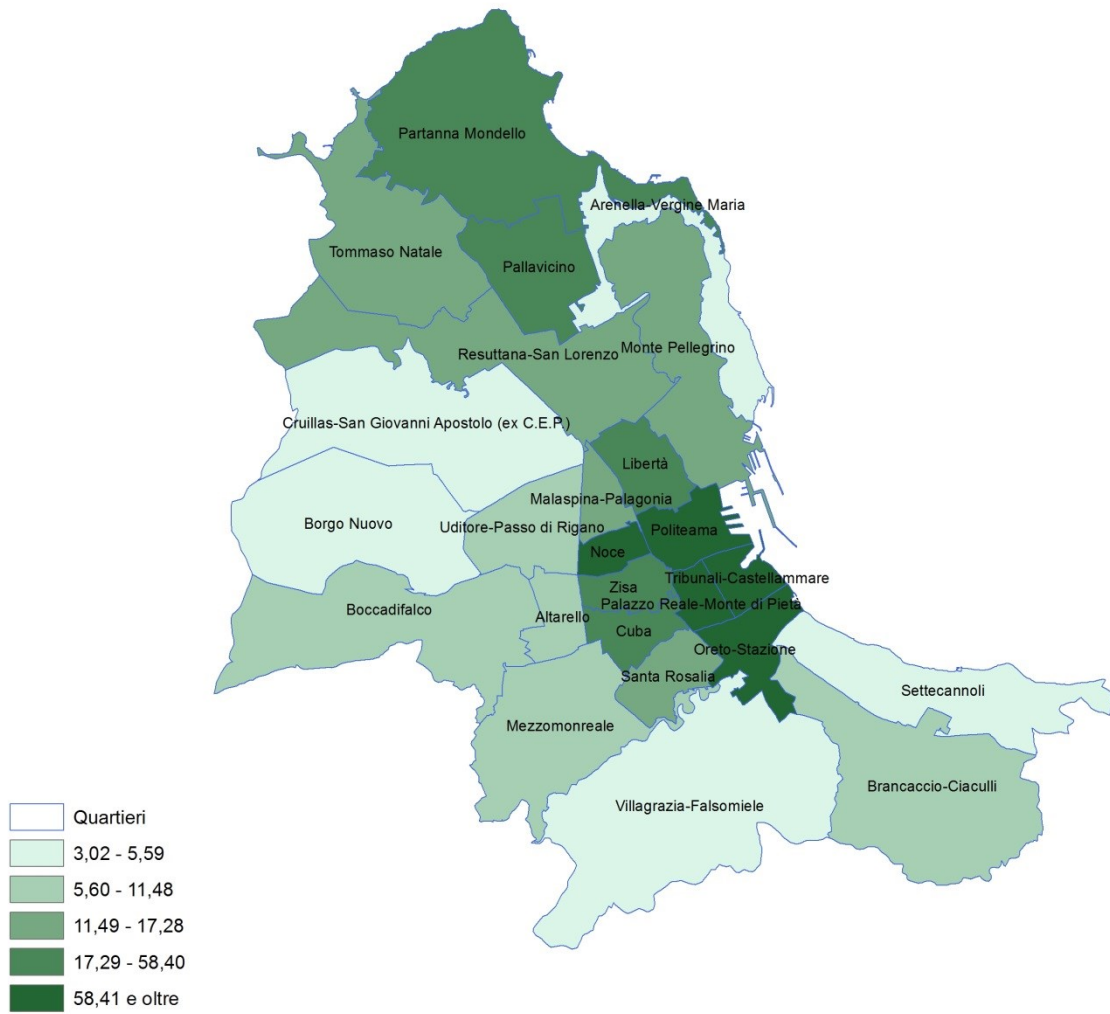 Partanna Mondello
Arenella-Vergine Maria
Tommaso Natale
Pallavicino
Resuttana-San Lorenzo
Monte Pellegrino
Cruillas-San Giovanni Apostolo (ex C.E.P.)
Libertà
Malaspina-Palagonia
Borgo Nuovo
Uditore-Passo di Rigano
Politeama
Noce
Tribunali-Castellammare
Zisa
Boccadifalco
Palazzo Reale-Monte di Pietà
Altarello
Cuba
Oreto-Stazione
Santa Rosalia
Settecannoli
Mezzomonreale
Brancaccio-Ciaculli
Villagrazia-Falsomiele
Quartieri
3,02 - 5,59
5,60 - 11,48
11,49 - 17,28
17,29 - 58,40
58,41 e oltre